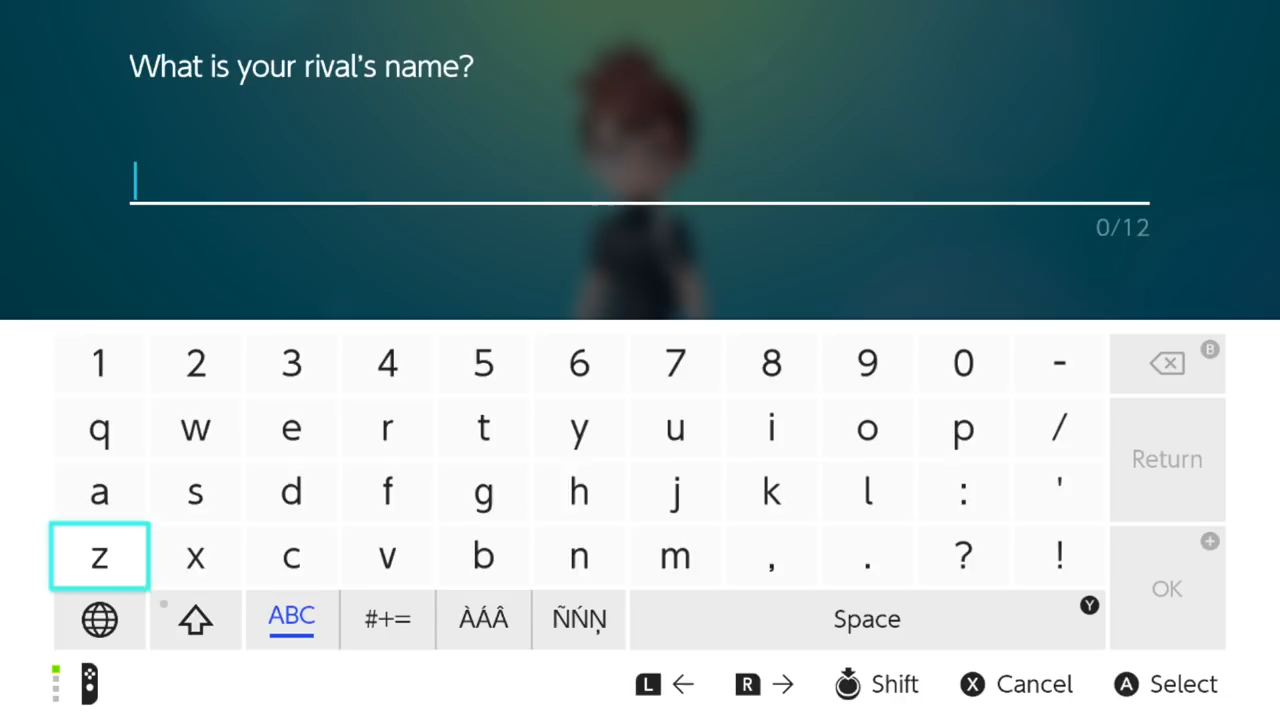 What is your rival's name?
0/12
1 2 3 4 5 6 7 8 9 0 - B
q w e r t y u i o p /
Return
a s d f g h j k l : '
z x c v b n m , . ? ! +
OK
ABC #+= ÀÁÂ ÑŃŅ Space Y
L ← R → Shift X Cancel A Select